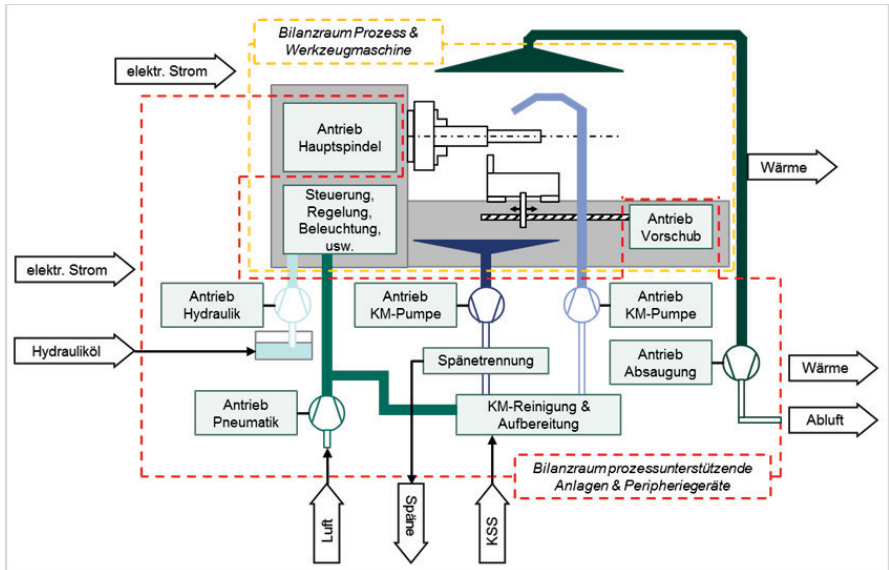 Bilanzraum Prozess &
Werkzeugmaschine
elektr. Strom
Antrieb
Hauptspindel
Wärme
Steuerung,
Regelung,
Beleuchtung,
usw.
Antrieb
Vorschub
elektr. Strom
Antrieb
Hydraulik
Antrieb
KM-Pumpe
Antrieb
KM-Pumpe
Hydrauliköl
Spänetrennung
Antrieb
Absaugung
Wärme
Antrieb
Pneumatik
KM-Reinigung &
Aufbereitung
Abluft
Bilanzraum prozessunterstützende
Anlagen & Peripheriegeräte
Luft
Späne
KSS